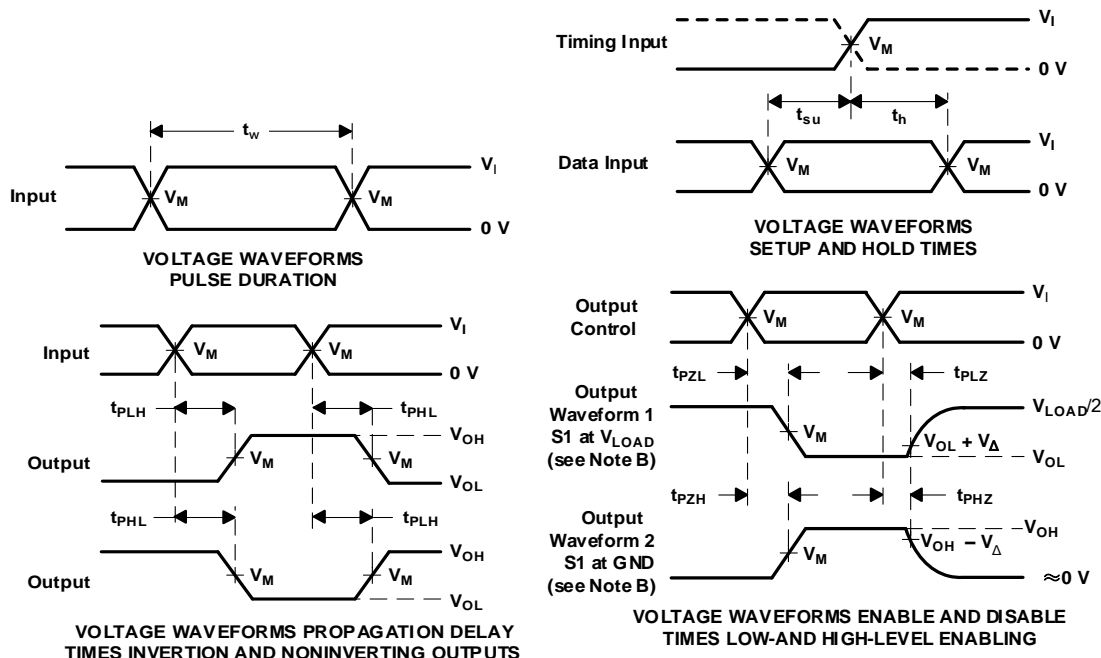 Input
t_w
V_I
V_M
V_M
0 V
VOLTAGE WAVEFORMS
PULSE DURATION
Timing Input
V_I
V_M
0 V
t_su
t_h
Data Input
V_I
V_M
V_M
0 V
VOLTAGE WAVEFORMS
SETUP AND HOLD TIMES
Input
V_I
V_M
V_M
0 V
t_PLH
t_PHL
Output
V_OH
V_M
V_M
V_OL
t_PHL
t_PLH
Output
V_OH
V_M
V_M
V_OL
VOLTAGE WAVEFORMS PROPAGATION DELAY
TIMES INVERTION AND NONINVERTING OUTPUTS
Output
Control
V_I
V_M
V_M
0 V
t_PZL
t_PLZ
Output
Waveform 1
S1 at V_LOAD
(see Note B)
V_LOAD/2
V_M
V_OL + V_Δ
V_OL
t_PZH
t_PHZ
Output
Waveform 2
S1 at GND
(see Note B)
V_OH
V_M
V_OH – V_Δ
≈0 V
VOLTAGE WAVEFORMS ENABLE AND DISABLE
TIMES LOW-AND HIGH-LEVEL ENABLING